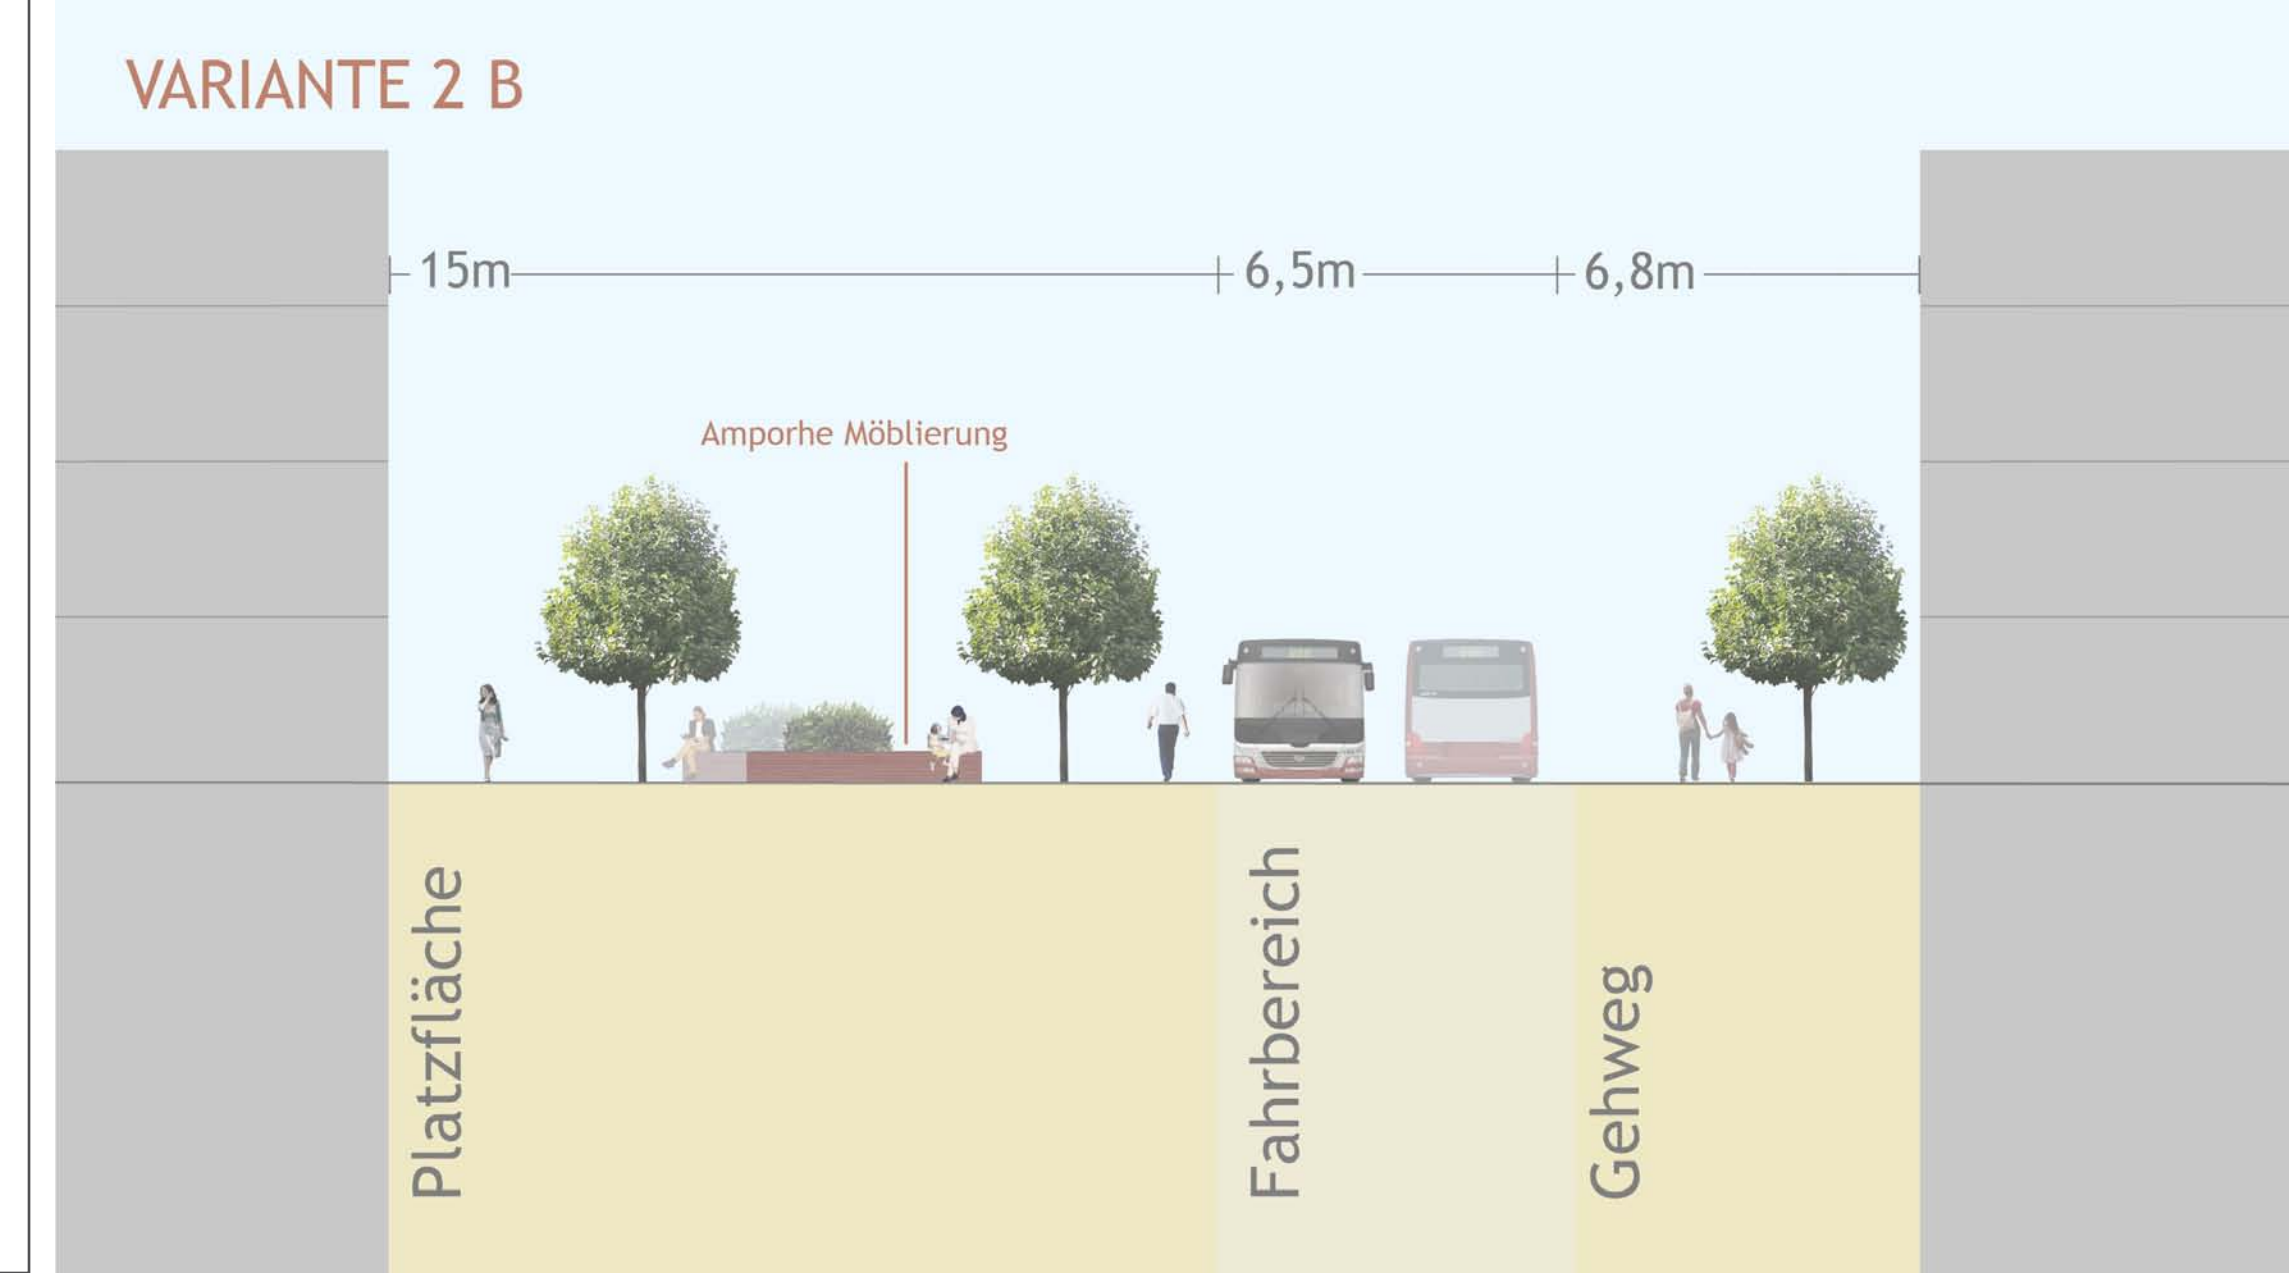 VARIANTE 2 B
15m
6,5m
6,8m
Amporhe Möblierung
Platzfläche
Fahrbereich
Gehweg